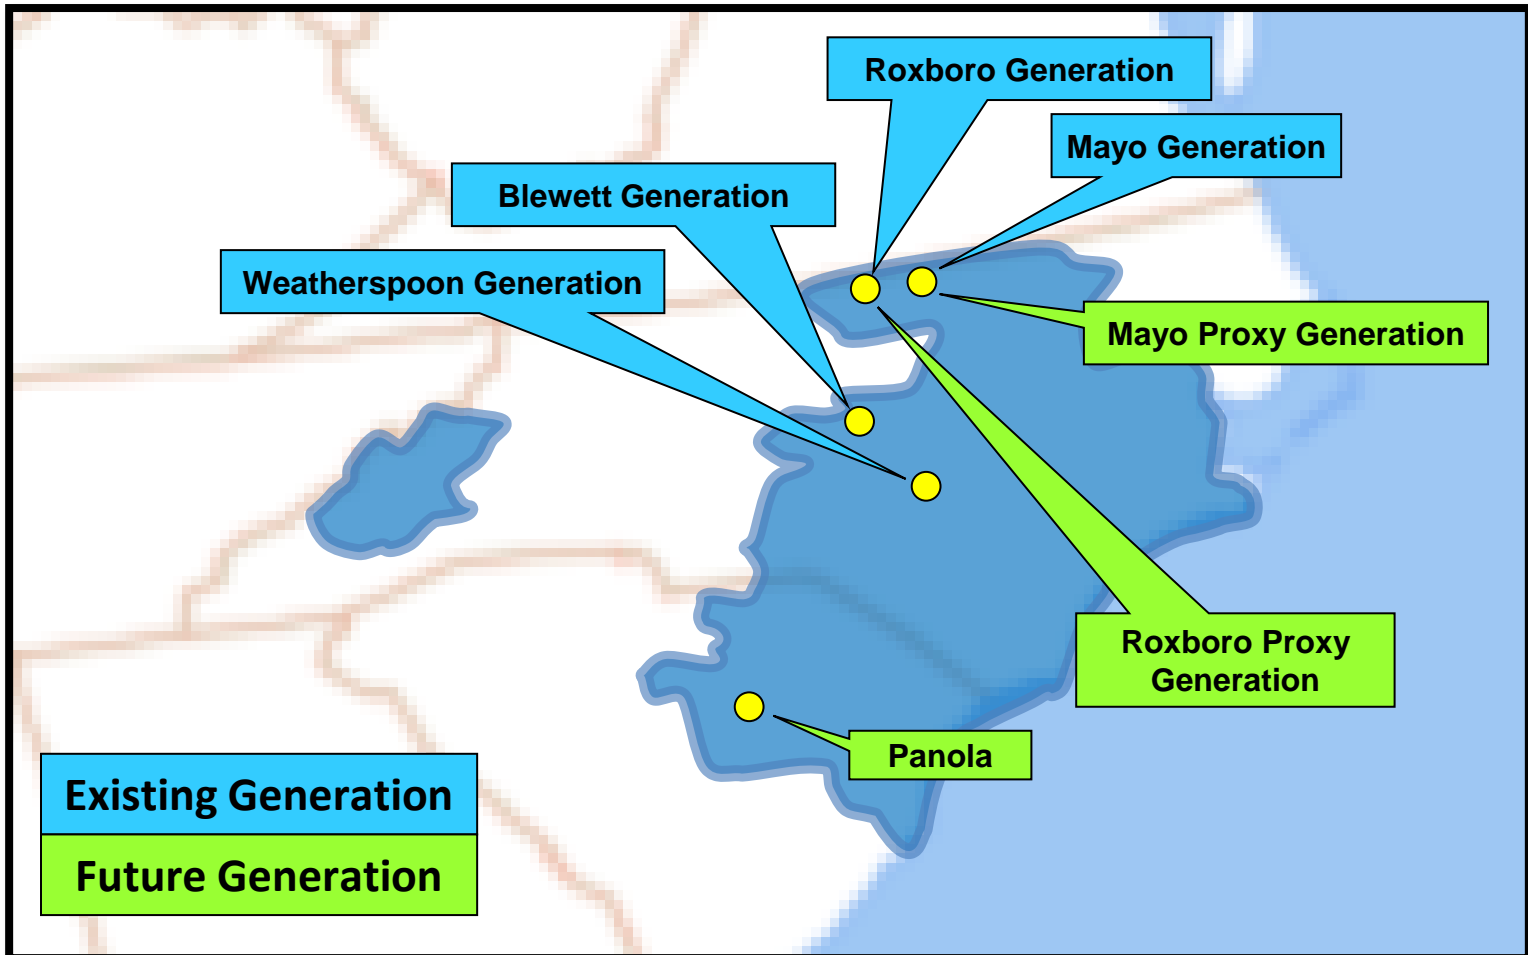 Roxboro Generation
Mayo Generation
Blewett Generation
Weatherspoon Generation
Mayo Proxy Generation
Roxboro Proxy
Generation
Panola
Existing Generation
Future Generation